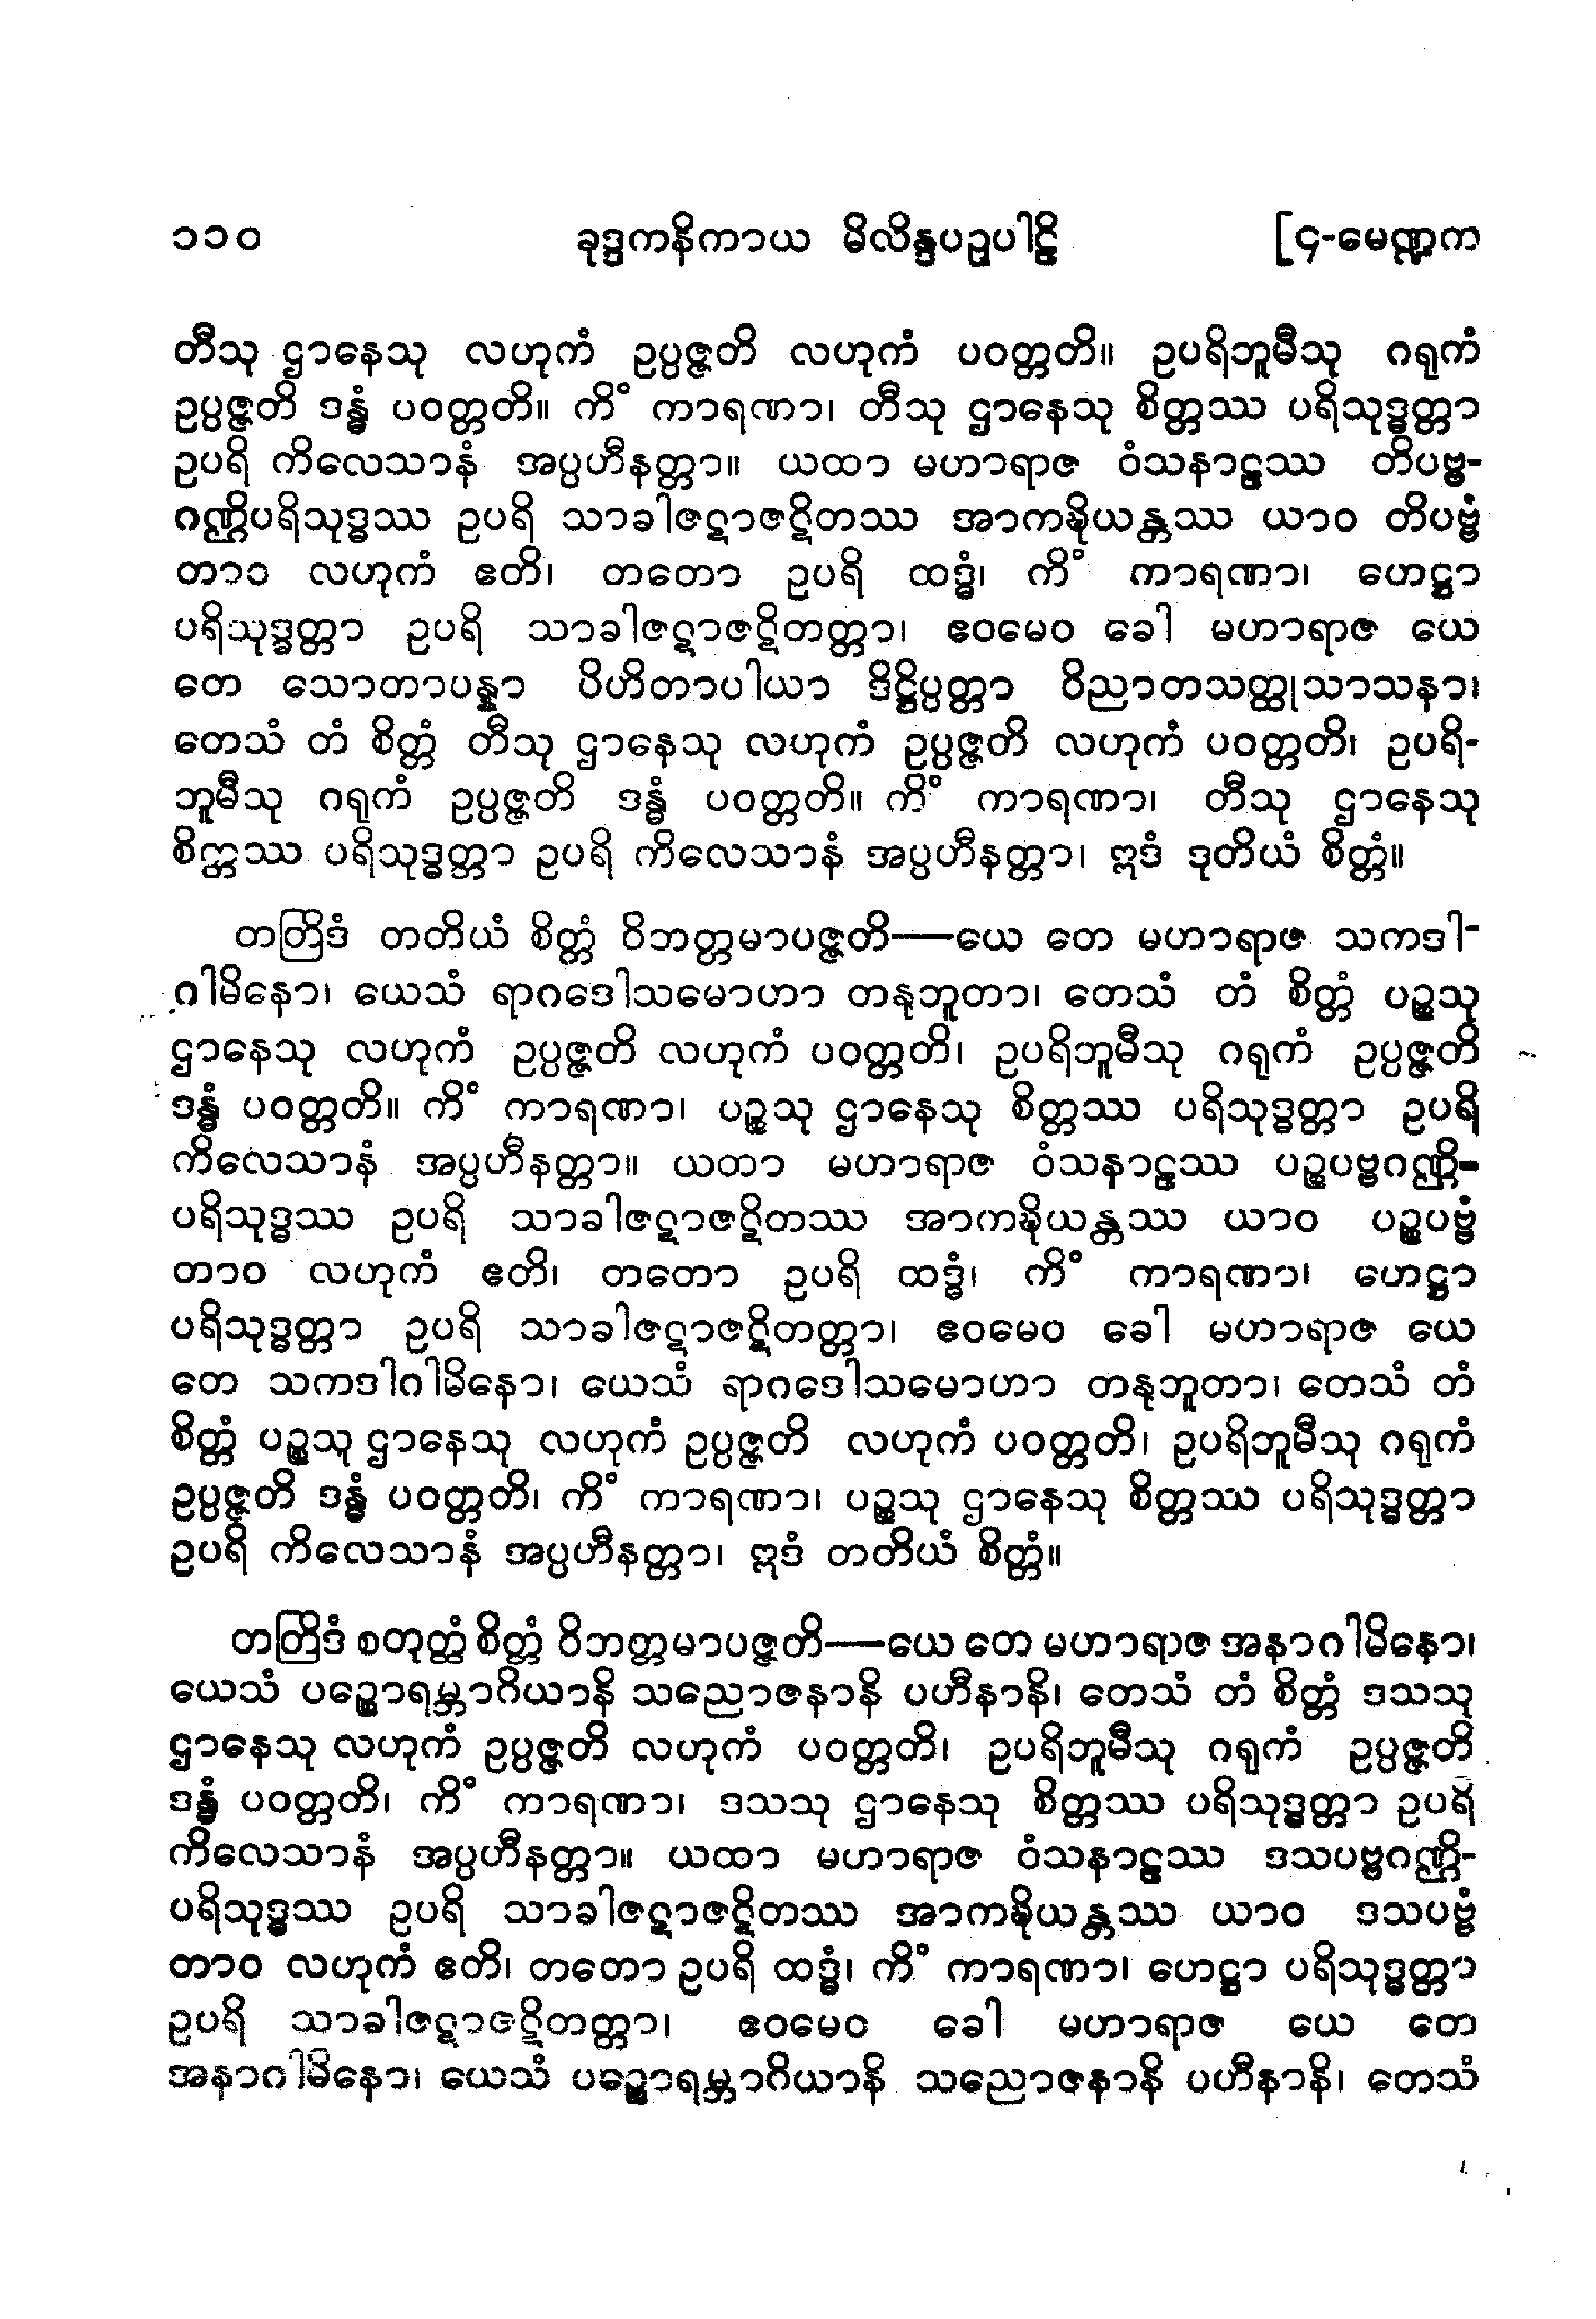 ၁၁၀ ခုဒ္ဒကနိကာယ မိလိန္ဒပဉှပါဠိ [၄-မေဏ္ဍက
တီသု ဌာနေသု လဟုကံ ဥပ္ပဇ္ဇတိ လဟုကံ ပဝတ္တတိ။ ဥပရိဘူမီသု ဂရုကံ
ဥပ္ပဇ္ဇတိ ဒန္ဓံ ပဝတ္တတိ။ ကိံ ကာရဏာ၊ တီသု ဌာနေသု စိတ္တဿ ပရိသုဒ္ဓတ္တာ
ဥပရိ ကိလေသာနံ အပ္ပဟီနတ္တာ။ ယထာ မဟာရာဇ ဝံသနာဠဿ တိပဗ္ဗ-
ဂဏ္ဌိပရိသုဒ္ဓဿ ဥပရိ သာခါဇဋာဇဋိတဿ အာကဍ္ဎိယန္တဿ ယာဝ တိပဗ္ဗံ
တာဝ လဟုကံ ဧတိ၊ တတော ဥပရိ ထဒ္ဓံ၊ ကိံ ကာရဏာ၊ ဟေဋ္ဌာ
ပရိသုဒ္ဓတ္တာ ဥပရိ သာခါဇဋာဇဋိတတ္တာ၊ ဧဝမေဝ ခေါ မဟာရာဇ ယေ
တေ သောတာပန္နာ ပိဟိတာပါယာ ဒိဋ္ဌိပ္ပတ္တာ ဝိညာတသတ္ထုသာသနာ၊
တေသံ တံ စိတ္တံ တီသု ဌာနေသု လဟုကံ ဥပ္ပဇ္ဇတိ လဟုကံ ပဝတ္တတိ၊ ဥပရိ-
ဘူမီသု ဂရုကံ ဥပ္ပဇ္ဇတိ ဒန္ဓံ ပဝတ္တတိ။ ကိံ ကာရဏာ၊ တီသု ဌာနေသု
စိတ္တဿ ပရိသုဒ္ဓတ္တာ ဥပရိ ကိလေသာနံ အပ္ပဟီနတ္တာ၊ ဣဒံ ဒုတိယံ စိတ္တံ။
တတြိဒံ တတိယံ စိတ္တံ ဝိဘတ္တမာပဇ္ဇတိ—ယေ တေ မဟာရာဇ သကဒါ-
ဂါမိနော၊ ယေသံ ရာဂဒေါသမောဟာ တနုဘူတာ၊ တေသံ တံ စိတ္တံ ပဉ္စသု
ဌာနေသု လဟုကံ ဥပ္ပဇ္ဇတိ လဟုကံ ပဝတ္တတိ၊ ဥပရိဘူမီသု ဂရုကံ ဥပ္ပဇ္ဇတိ
ဒန္ဓံ ပဝတ္တတိ။ ကိံ ကာရဏာ၊ ပဉ္စသု ဌာနေသု စိတ္တဿ ပရိသုဒ္ဓတ္တာ ဥပရိ
ကိလေသာနံ အပ္ပဟီနတ္တာ။ ယတာ မဟာရာဇ ဝံသနာဠဿ ပဉ္စပဗ္ဗဂဏ္ဌိ-
ပရိသုဒ္ဓဿ ဥပရိ သာခါဇဋာဇဋိတဿ အာကဍ္ဎိယန္တဿ ယာဝ ပဉ္စပဗ္ဗံ
တာဝ လဟုကံ ဧတိ၊ တတော ဥပရိ ထဒ္ဓံ၊ ကိံ ကာရဏာ၊ ဟေဋ္ဌာ
ပရိသုဒ္ဓတ္တာ ဥပရိ သာခါဇဋာဇဋိတတ္တာ၊ ဧဝမေဝ ခေါ မဟာရာဇ ယေ
တေ သကဒါဂါမိနော၊ ယေသံ ရာဂဒေါသမောဟာ တနုဘူတာ၊ တေသံ တံ
စိတ္တံ ပဉ္စသု ဌာနေသု လဟုကံ ဥပ္ပဇ္ဇတိ လဟုကံ ပဝတ္တတိ၊ ဥပရိဘူမီသု ဂရုကံ
ဥပ္ပဇ္ဇတိ ဒန္ဓံ ပဝတ္တတိ၊ ကိံ ကာရဏာ၊ ပဉ္စသု ဌာနေသု စိတ္တဿ ပရိသုဒ္ဓတ္တာ
ဥပရိ ကိလေသာနံ အပ္ပဟီနတ္တာ၊ ဣဒံ တတိယံ စိတ္တံ။
တတြိဒံ စတုတ္ထံ စိတ္တံ ဝိဘတ္တမာပဇ္ဇတိ—ယေ တေ မဟာရာဇ အနာဂါမိနော၊
ယေသံ ပဉ္စောရမ္ဘာဂိယာနိ သညောဇနာနိ ပဟီနာနိ၊ တေသံ တံ စိတ္တံ ဒသသု
ဌာနေသု လဟုကံ ဥပ္ပဇ္ဇတိ လဟုကံ ပဝတ္တတိ၊ ဥပရိဘူမီသု ဂရုကံ ဥပ္ပဇ္ဇတိ
ဒန္ဓံ ပဝတ္တတိ၊ ကိံ ကာရဏာ၊ ဒသသု ဌာနေသု စိတ္တဿ ပရိသုဒ္ဓတ္တာ ဥပရိ
ကိလေသာနံ အပ္ပဟီနတ္တာ။ ယထာ မဟာရာဇ ဝံသနာဠဿ ဒသပဗ္ဗဂဏ္ဌိ-
ပရိသုဒ္ဓဿ ဥပရိ သာခါဇဋာဇဋိတဿ အာကဍ္ဎိယန္တဿ ယာဝ ဒသပဗ္ဗံ
တာဝ လဟုကံ ဧတိ၊ တတော ဥပရိ ထဒ္ဓံ၊ ကိံ ကာရဏာ၊ ဟေဋ္ဌာ ပရိသုဒ္ဓတ္တာ
ဥပရိ သာခါဇဋာဇဋိတတ္တာ၊ ဧဝမေဝ ခေါ မဟာရာဇ ယေ တေ
အနာဂါမိနော၊ ယေသံ ပဉ္စောရမ္ဘာဂိယာနိ သညောဇနာနိ ပဟီနာနိ၊ တေသံ